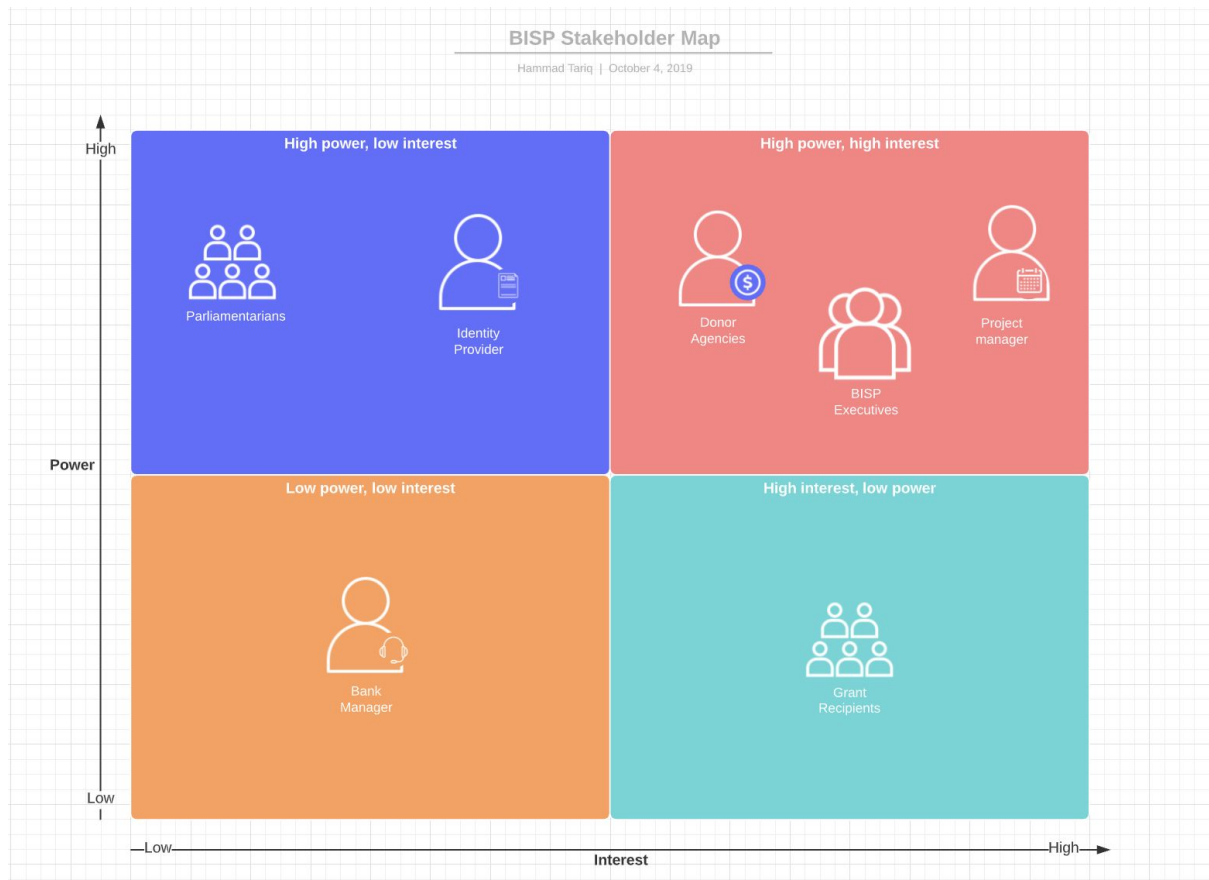 BISP Stakeholder Map
Hammad Tariq | October 4, 2019
High
High power, low interest
High power, high interest
Parliamentarians
Identity
Provider
Donor
Agencies
Project
manager
BISP
Executives
Power
Low power, low interest
High interest, low power
Bank
Manager
Grant
Recipients
Low
Low
High
Interest